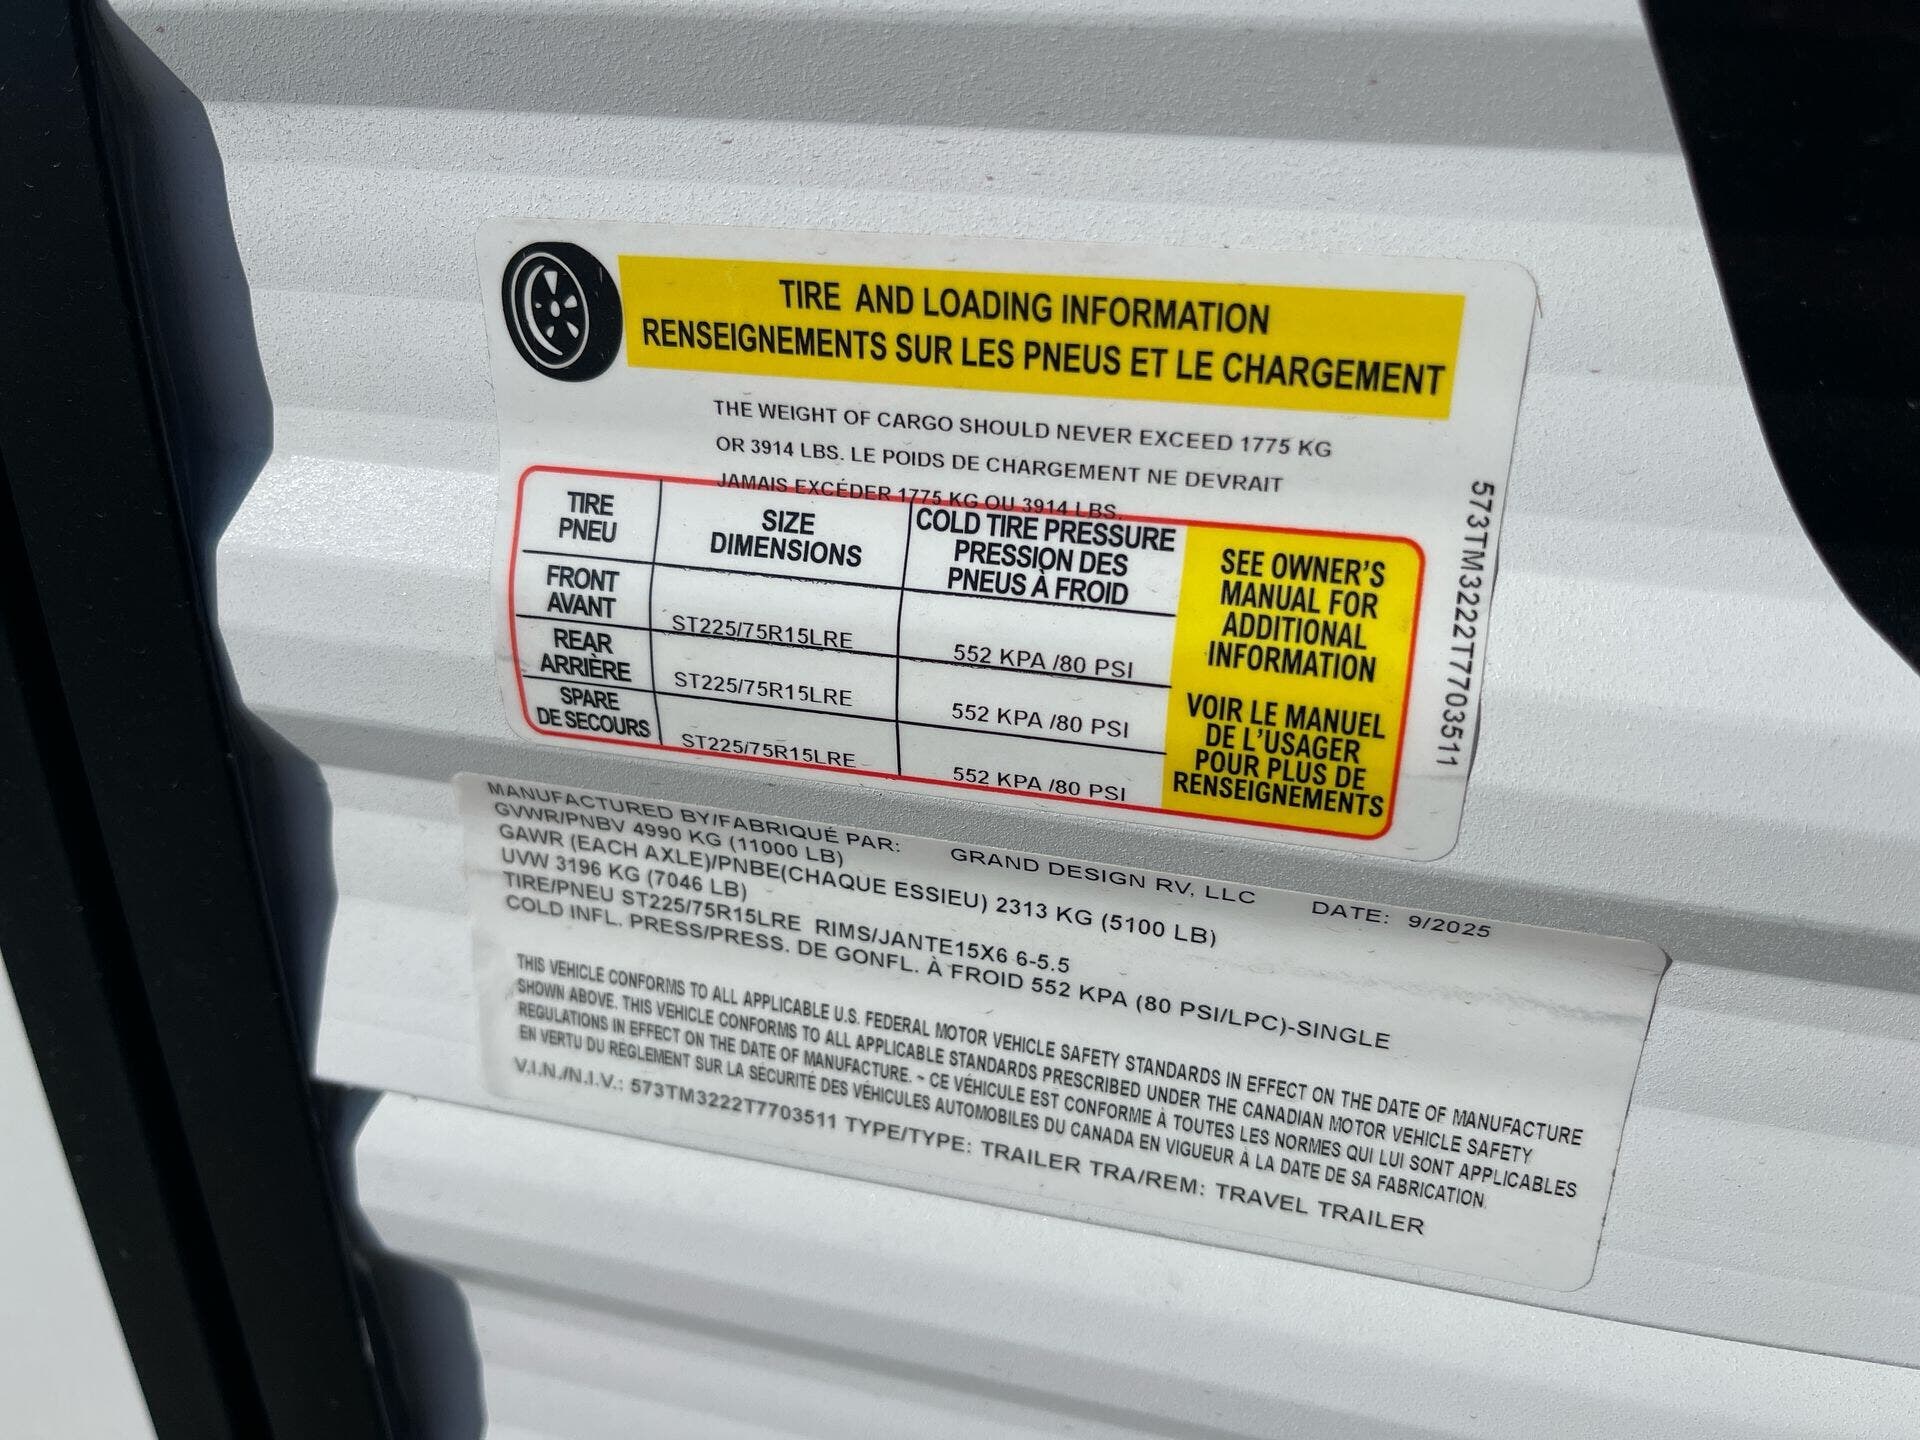 TIRE AND LOADING INFORMATION
RENSEIGNEMENTS SUR LES PNEUS ET LE CHARGEMENT
THE WEIGHT OF CARGO SHOULD NEVER EXCEED 1775 KG
OR 3914 LBS. LE POIDS DE CHARGEMENT NE DEVRAIT
JAMAIS EXCÉDER 1775 KG OU 3914 LBS.
TIRE
PNEU
SIZE
DIMENSIONS
COLD TIRE PRESSURE
PRESSION DES
PNEUS À FROID
FRONT
AVANT
ST225/75R15LRE
552 KPA /80 PSI
REAR
ARRIÈRE
ST225/75R15LRE
552 KPA /80 PSI
SPARE
DE SECOURS
ST225/75R15LRE
552 KPA /80 PSI
SEE OWNER'S
MANUAL FOR
ADDITIONAL
INFORMATION
VOIR LE MANUEL
DE L'USAGER
POUR PLUS DE
RENSEIGNEMENTS
573TM3222T7703511
MANUFACTURED BY/FABRIQUÉ PAR: GRAND DESIGN RV, LLC DATE: 9/2025
GVWR/PNBV 4990 KG (11000 LB)
GAWR (EACH AXLE)/PNBE(CHAQUE ESSIEU) 2313 KG (5100 LB)
UVW 3196 KG (7046 LB)
TIRE/PNEU ST225/75R15LRE RIMS/JANTE15X6 6-5.5
COLD INFL. PRESS/PRESS. DE GONFL. À FROID 552 KPA (80 PSI/LPC)-SINGLE
THIS VEHICLE CONFORMS TO ALL APPLICABLE U.S. FEDERAL MOTOR VEHICLE SAFETY STANDARDS IN EFFECT ON THE DATE OF MANUFACTURE
SHOWN ABOVE. THIS VEHICLE CONFORMS TO ALL APPLICABLE STANDARDS PRESCRIBED UNDER THE CANADIAN MOTOR VEHICLE SAFETY
REGULATIONS IN EFFECT ON THE DATE OF MANUFACTURE. - CE VÉHICULE EST CONFORME À TOUTES LES NORMES QUI LUI SONT APPLICABLES
EN VERTU DU REGLEMENT SUR LA SÉCURITÉ DES VÉHICULES AUTOMOBILES DU CANADA EN VIGUEUR À LA DATE DE SA FABRICATION.
V.I.N./N.I.V.: 573TM3222T7703511 TYPE/TYPE: TRAILER TRA/REM: TRAVEL TRAILER